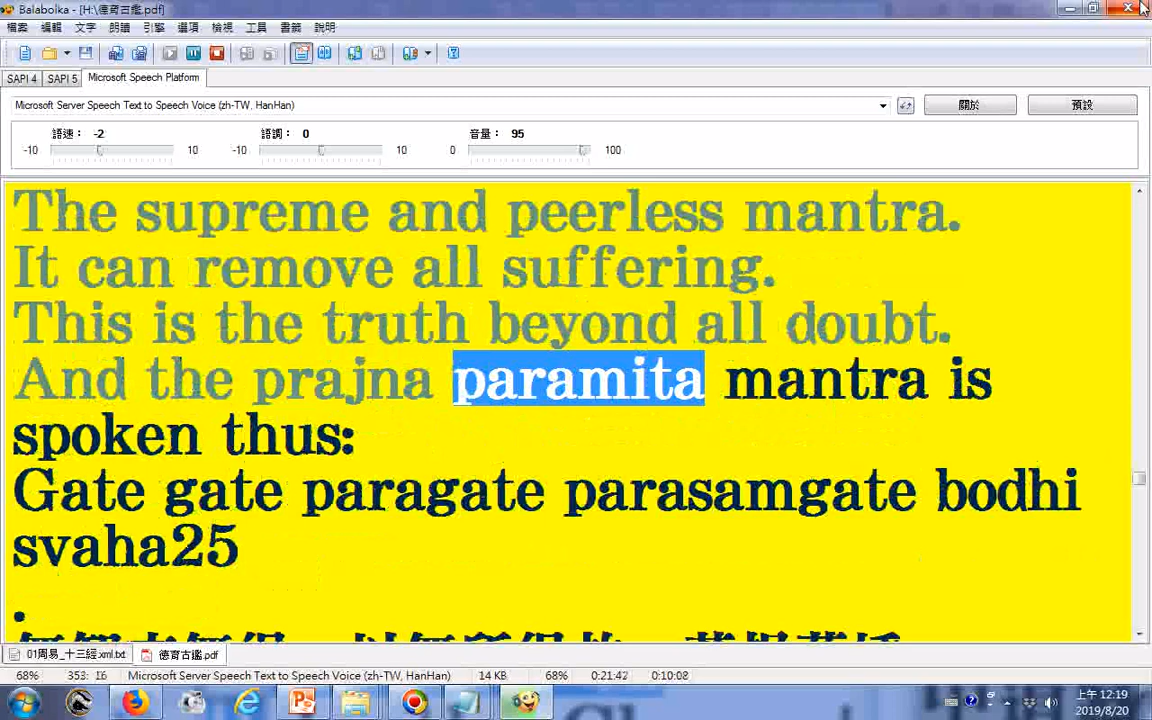 Balabolka - [H:\德育古鑑.pdf]
檔案 編輯 文字 朗讀 引擎 選項 檢視 工具 書籤 說明
SAPI 4 SAPI 5 Microsoft Speech Platform
Microsoft Server Speech Text to Speech Voice (zh-TW, HanHan) 關於 預設
語速: -2 語調: 0 音量: 95
-10 10 -10 10 0 100
The supreme and peerless mantra.
It can remove all suffering.
This is the truth beyond all doubt.
And the prajna paramita mantra is
spoken thus:
Gate gate paragate parasamgate bodhi
svaha25
.
01周易_十三經.xml.txt 德育古鑑.pdf
68% 353: 16 Microsoft Server Speech Text to Speech Voice (zh-TW, HanHan) 14 KB 68% 0:21:42 0:10:08
上午 12:19
2019/8/20